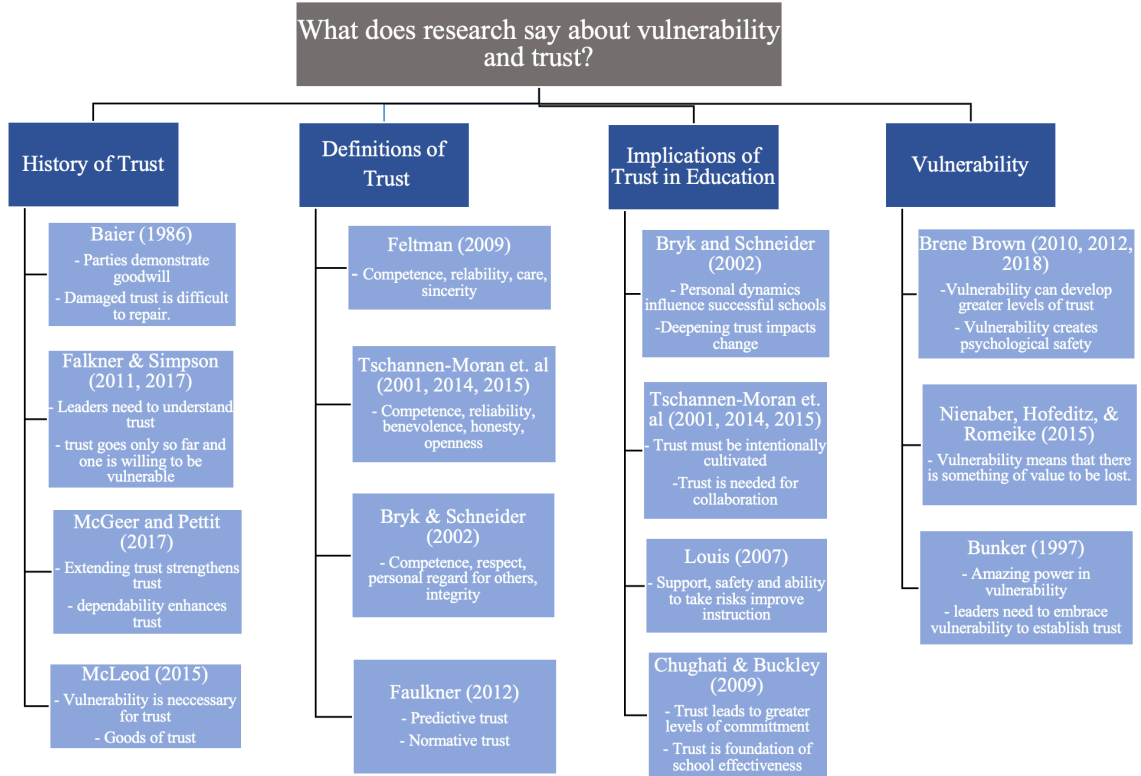 What does research say about vulnerability
and trust?
History of Trust
Baier (1986)
- Parties demonstrate
goodwill
- Damaged trust is difficult
to repair.
Falkner & Simpson
(2011, 2017)
- Leaders need to understand
trust
- trust goes only so far and
one is willing to be
vulnerable
McGeer and Pettit
(2017)
- Extending trust strengthens
trust
- dependability enhances
trust
McLeod (2015)
- Vulnerability is neccessary
for trust
- Goods of trust
Definitions of
Trust
Feltman (2009)
- Competence, relability, care,
sincerity
Tschannen-Moran et. al
(2001, 2014, 2015)
- Competence, reliability,
benevolence, honesty,
openness
Bryk & Schneider
(2002)
- Competence, respect,
personal regard for others,
integrity
Faulkner (2012)
- Predictive trust
- Normative trust
Implications of
Trust in Education
Bryk and Schneider
(2002)
- Personal dynamics
influence successful schools
-Deepening trust impacts
change
Tschannen-Moran et.
al (2001, 2014, 2015)
- Trust must be intentionally
cultivated
-Trust is needed for
collaboration
Louis (2007)
- Support, safety and ability
to take risks improve
instruction
Chughati & Buckley
(2009)
- Trust leads to greater
levels of committment
- Trust is foundation of
school effectiveness
Vulnerability
Brene Brown (2010, 2012,
2018)
-Vulnerability can develop
greater levels of trust
- Vulnerability creates
psychological safety
Nienaber, Hofeditz, &
Romeike (2015)
- Vulnerability means that there
is something of value to be lost.
Bunker (1997)
- Amazing power in
vulnerability
- leaders need to embrace
vulnerability to establish trust